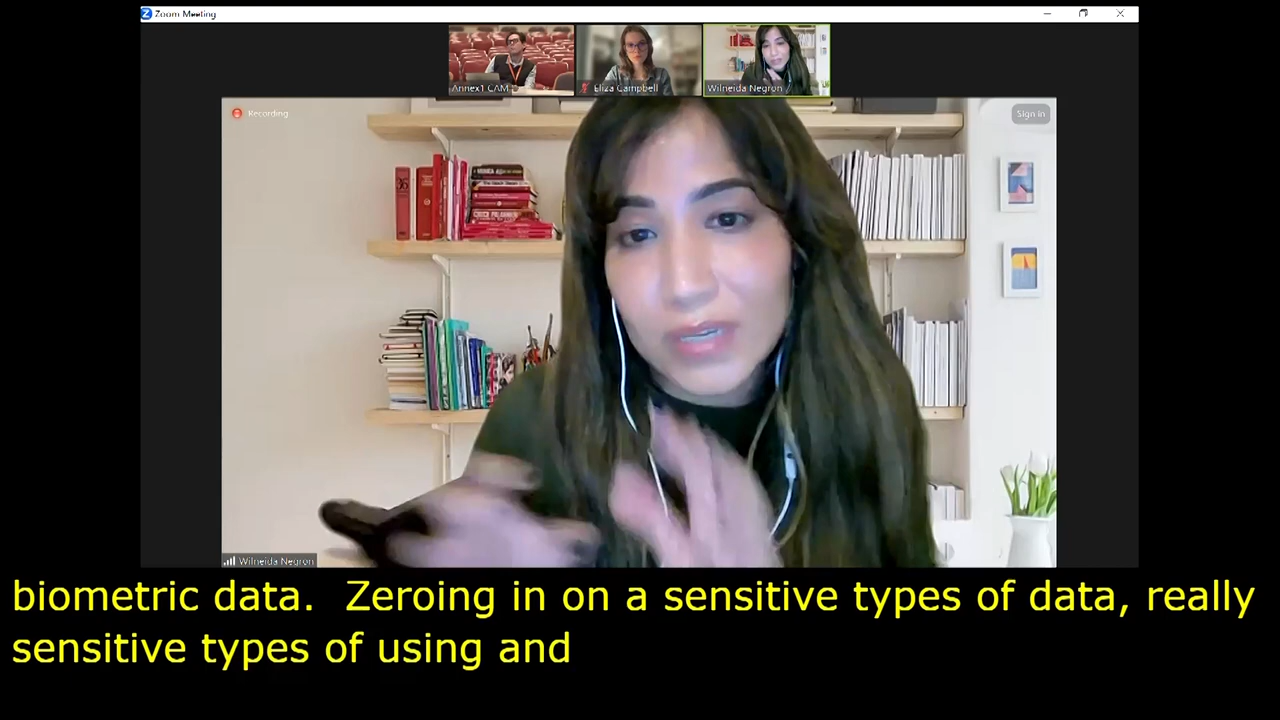 Zoom Meeting
Annex1 CAM
Eliza Campbell
Wilneida Negron
Recording
Sign in
Wilneida Negron
biometric data.  Zeroing in on a sensitive types of data, really
sensitive types of using and